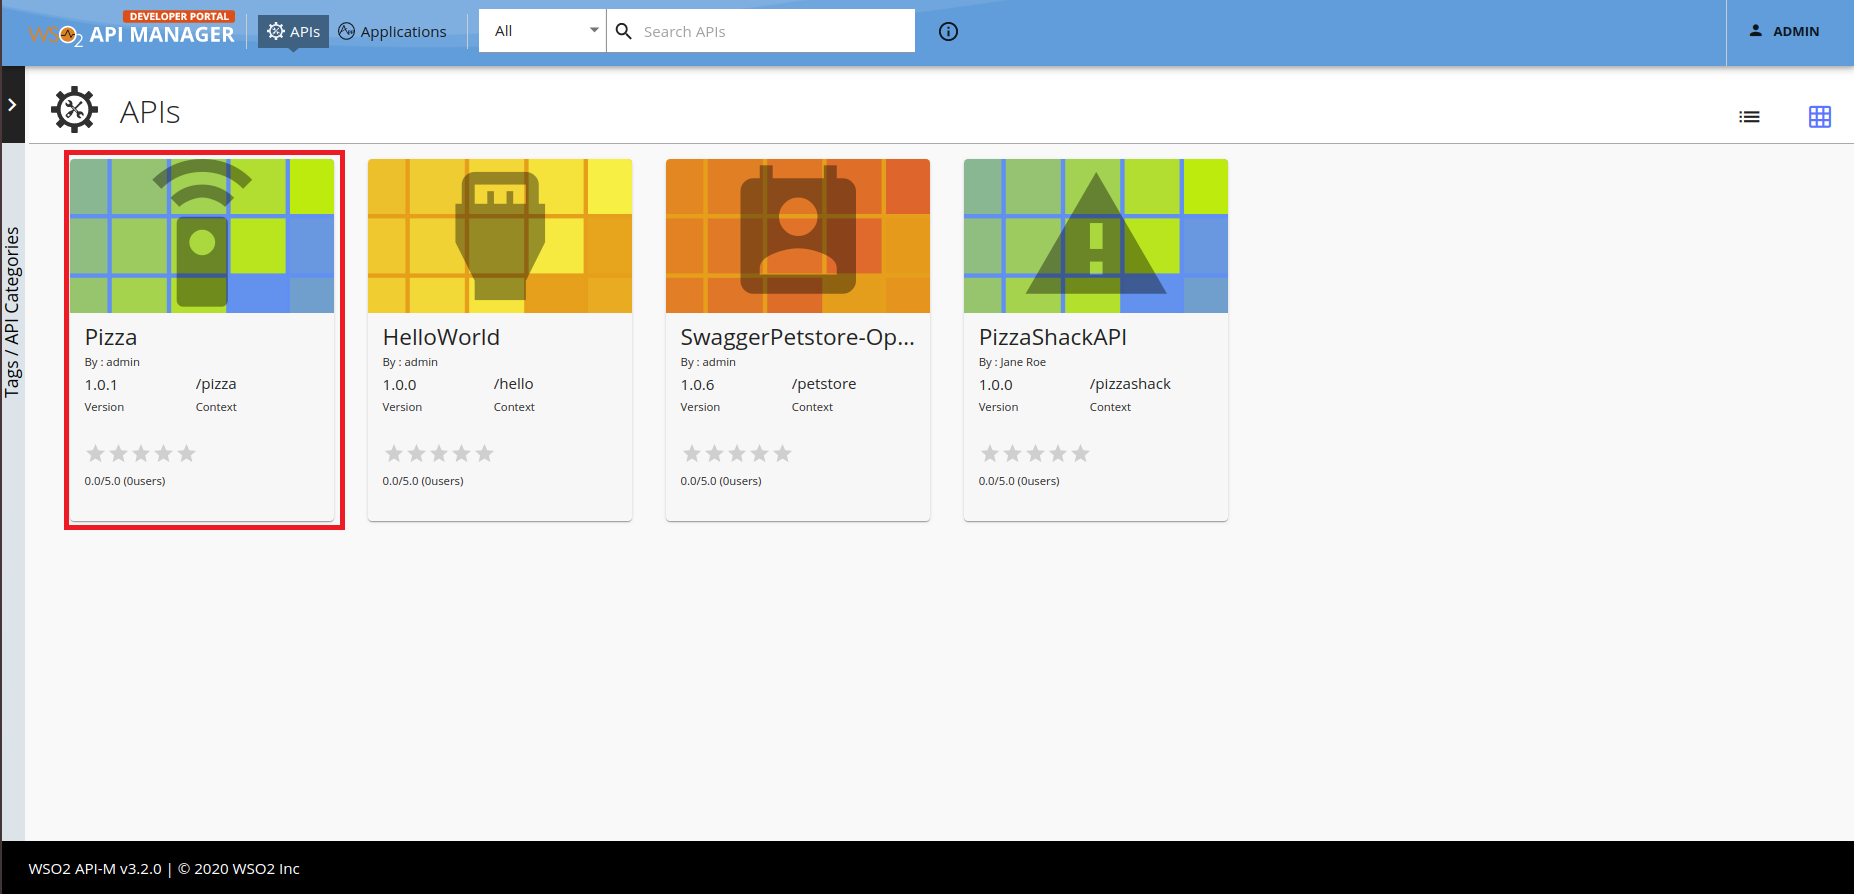 DEVELOPER PORTAL
WSO2 API MANAGER
APIs
Applications
All
Search APIs
ADMIN
APIs
Tags / API Categories
Pizza
By : admin
1.0.1 /pizza
Version Context
0.0/5.0 (0users)
HelloWorld
By : admin
1.0.0 /hello
Version Context
0.0/5.0 (0users)
SwaggerPetstore-Op...
By : admin
1.0.6 /petstore
Version Context
0.0/5.0 (0users)
PizzaShackAPI
By : Jane Roe
1.0.0 /pizzashack
Version Context
0.0/5.0 (0users)
WSO2 API-M v3.2.0 | © 2020 WSO2 Inc